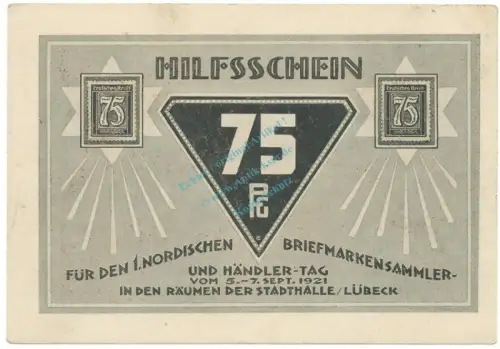 HILFSSCHEIN
Deutsches Reich
75
Deutsches Reich
75
75
PFG
FÜR DEN 1. NORDISCHEN BRIEFMARKENSAMMLER-
UND HÄNDLER-TAG
VOM 5.-7. SEPT. 1921
IN DEN RÄUMEN DER STADTHALLE/LÜBECK